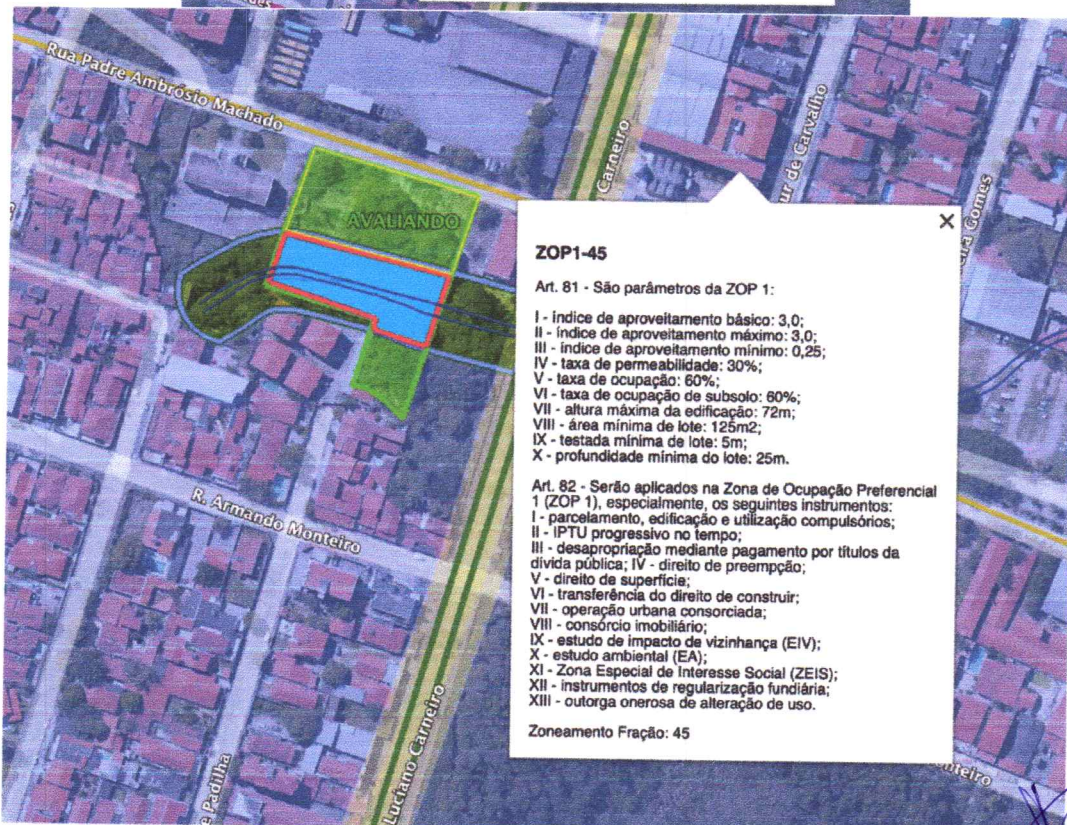 Rua Padre Ambrósio Machado
AVALIANDO
Carneiro
ur de Carvalho
eira Gomes
R. Armando Monteiro
Luciano Carneiro
e Padilha
nteiro
×
ZOP1-45
Art. 81 - São parâmetros da ZOP 1:
I - índice de aproveitamento básico: 3,0;
II - índice de aproveitamento máximo: 3,0;
III - índice de aproveitamento mínimo: 0,25;
IV - taxa de permeabilidade: 30%;
V - taxa de ocupação: 60%;
VI - taxa de ocupação de subsolo: 60%;
VII - altura máxima da edificação: 72m;
VIII - área mínima de lote: 125m2;
IX - testada mínima de lote: 5m;
X - profundidade mínima do lote: 25m.
Art. 82 - Serão aplicados na Zona de Ocupação Preferencial
1 (ZOP 1), especialmente, os seguintes instrumentos:
I - parcelamento, edificação e utilização compulsórios;
II - IPTU progressivo no tempo;
III - desapropriação mediante pagamento por títulos da
dívida pública; IV - direito de preempção;
V - direito de superfície;
VI - transferência do direito de construir;
VII - operação urbana consorciada;
VIII - consórcio imobiliário;
IX - estudo de impacto de vizinhança (EIV);
X - estudo ambiental (EA);
XI - Zona Especial de Interesse Social (ZEIS);
XII - instrumentos de regularização fundiária;
XIII - outorga onerosa de alteração de uso.
Zoneamento Fração: 45